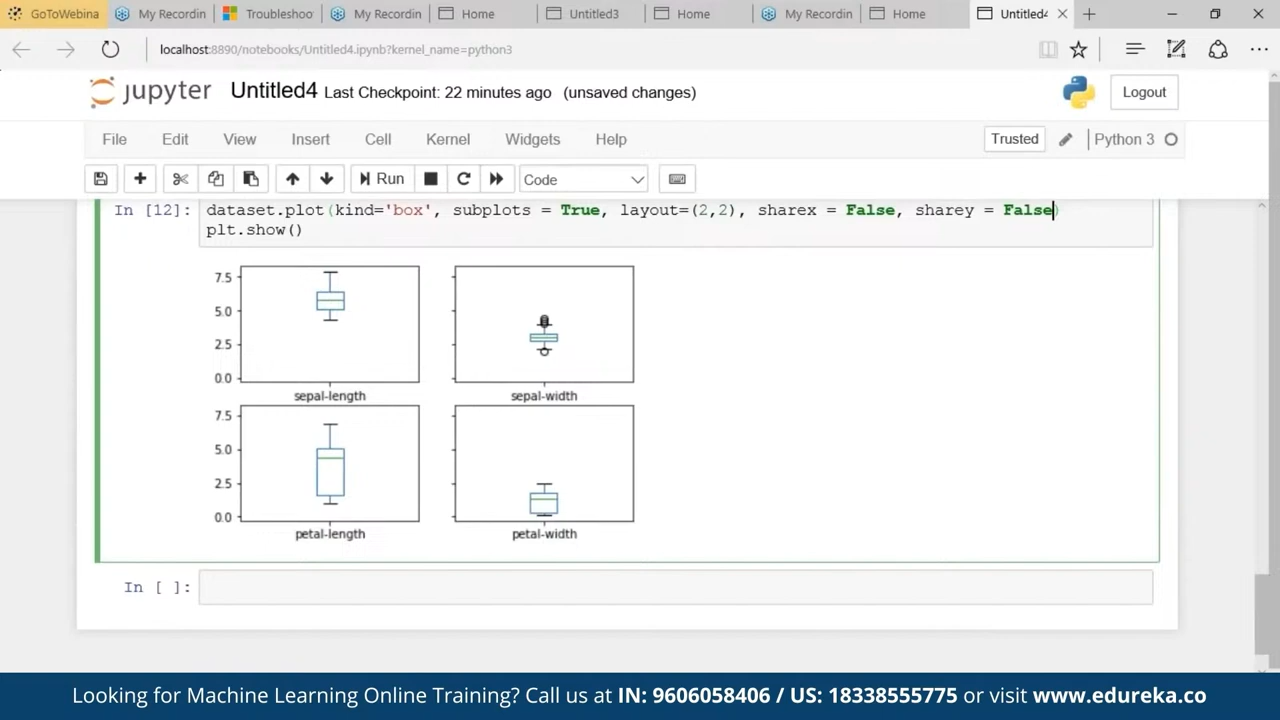 GoToWebina
My Recordin
Troubleshoo
My Recordin
Home
Untitled3
Home
My Recordin
Home
Untitled4
localhost:8890/notebooks/Untitled4.ipynb?kernel_name=python3
jupyter Untitled4 Last Checkpoint: 22 minutes ago (unsaved changes)
Logout
File Edit View Insert Cell Kernel Widgets Help
Trusted
Python 3
Run
Code
In [12]: dataset.plot(kind='box', subplots = True, layout=(2,2), sharex = False, sharey = False)
plt.show()
7.5
5.0
2.5
0.0
sepal-length
sepal-width
7.5
5.0
2.5
0.0
petal-length
petal-width
In [ ]:
Looking for Machine Learning Online Training? Call us at IN: 9606058406 / US: 18338555775 or visit www.edureka.co